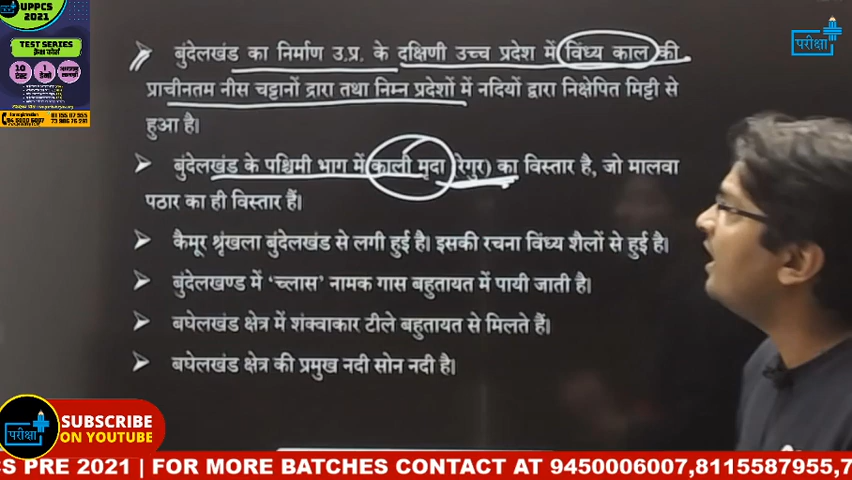 UPPCS
2021
TEST SERIES
परीक्षा
➤ बुंदेलखंड का निर्माण उ.प्र. के दक्षिणी उच्च प्रदेश में विंध्य काल की
प्राचीनतम नीस चट्टानों द्वारा तथा निम्न प्रदेशों में नदियों द्वारा निक्षेपित मिट्टी से
हुआ है।
➤ बुंदेलखंड के पश्चिमी भाग में काली मृदा (रेगुर) का विस्तार है, जो मालवा
पठार का ही विस्तार हैं।
➤ कैमूर श्रृंखला बुंदेलखंड से लगी हुई है। इसकी रचना विंध्य शैलों से हुई है।
➤ बुंदेलखण्ड में 'च्लास' नामक गास बहुतायत में पायी जाती है।
➤ बघेलखंड क्षेत्र में शंक्वाकार टीले बहुतायत से मिलते हैं।
➤ बघेलखंड क्षेत्र की प्रमुख नदी सोन नदी है।
परीक्षा
SUBSCRIBE
ON YOUTUBE
CS PRE 2021 | FOR MORE BATCHES CONTACT AT 9450006007,8115587955,7